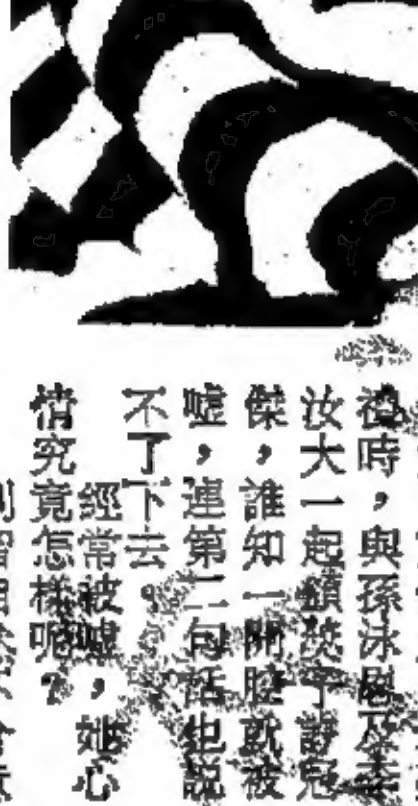 禮時，與孫泳恩及李
汝大一起頒獎予許冠
傑，誰知一開腔就被
噓，連第二句話也説
不了下去。
經常被噓，她心
情究竟怎樣呢？